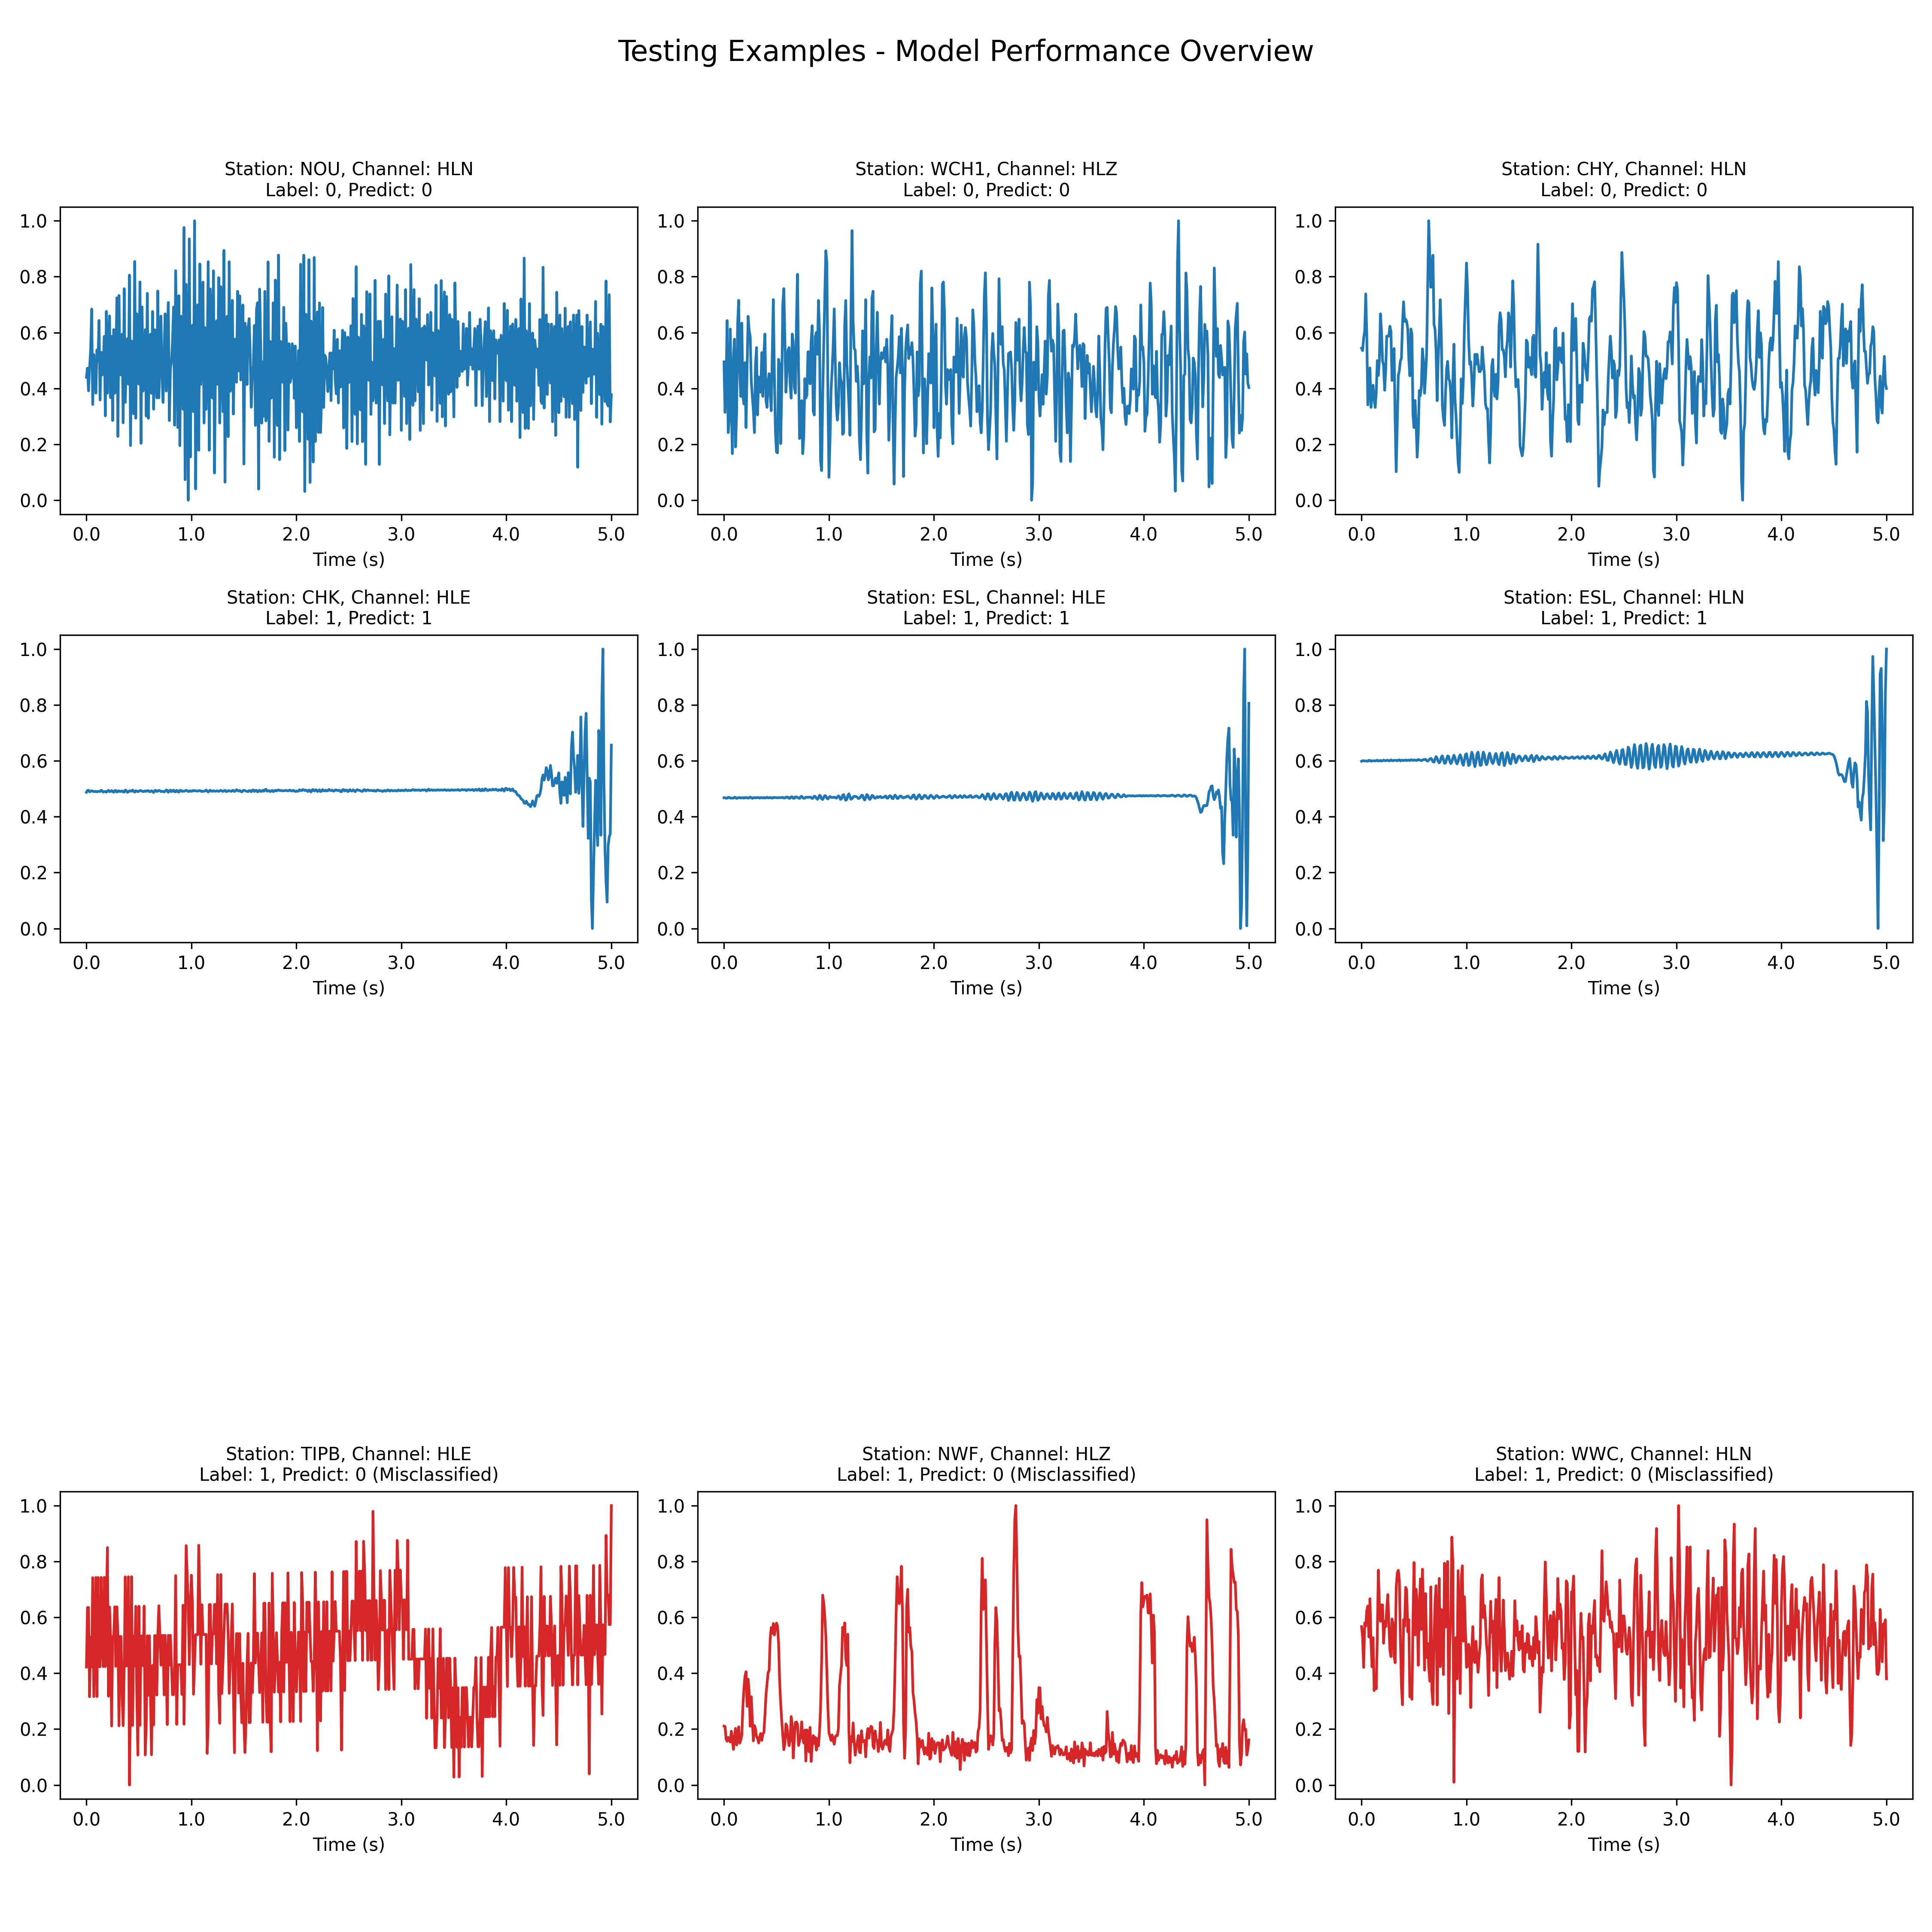 Testing Examples - Model Performance Overview
Station: NOU, Channel: HLN
Label: 0, Predict: 0
1.0
0.8
0.6
0.4
0.2
0.0
0.0 1.0 2.0 3.0 4.0 5.0
Time (s)
Station: WCH1, Channel: HLZ
Label: 0, Predict: 0
1.0
0.8
0.6
0.4
0.2
0.0
0.0 1.0 2.0 3.0 4.0 5.0
Time (s)
Station: CHY, Channel: HLN
Label: 0, Predict: 0
1.0
0.8
0.6
0.4
0.2
0.0
0.0 1.0 2.0 3.0 4.0 5.0
Time (s)
Station: CHK, Channel: HLE
Label: 1, Predict: 1
1.0
0.8
0.6
0.4
0.2
0.0
0.0 1.0 2.0 3.0 4.0 5.0
Time (s)
Station: ESL, Channel: HLE
Label: 1, Predict: 1
1.0
0.8
0.6
0.4
0.2
0.0
0.0 1.0 2.0 3.0 4.0 5.0
Time (s)
Station: ESL, Channel: HLN
Label: 1, Predict: 1
1.0
0.8
0.6
0.4
0.2
0.0
0.0 1.0 2.0 3.0 4.0 5.0
Time (s)
Station: TIPB, Channel: HLE
Label: 1, Predict: 0 (Misclassified)
1.0
0.8
0.6
0.4
0.2
0.0
0.0 1.0 2.0 3.0 4.0 5.0
Time (s)
Station: NWF, Channel: HLZ
Label: 1, Predict: 0 (Misclassified)
1.0
0.8
0.6
0.4
0.2
0.0
0.0 1.0 2.0 3.0 4.0 5.0
Time (s)
Station: WWC, Channel: HLN
Label: 1, Predict: 0 (Misclassified)
1.0
0.8
0.6
0.4
0.2
0.0
0.0 1.0 2.0 3.0 4.0 5.0
Time (s)